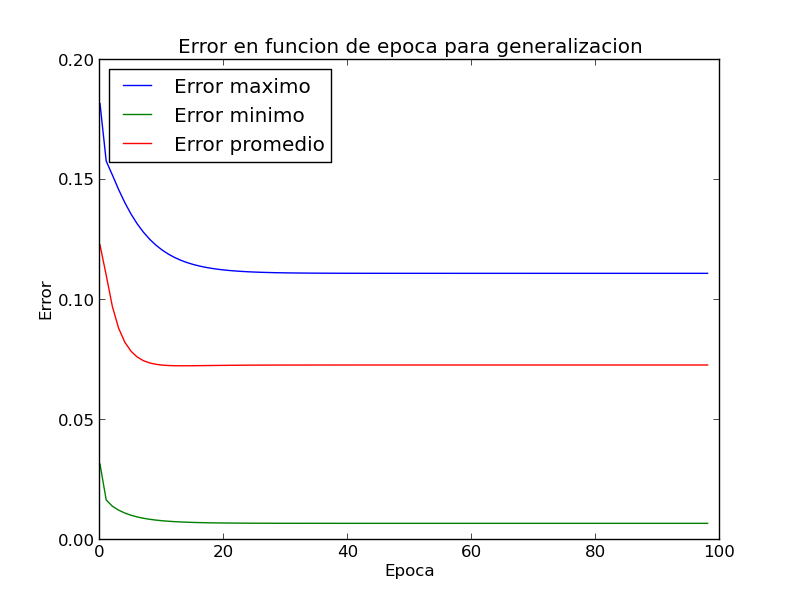 Error en funcion de epoca para generalizacion
Error maximo
Error minimo
Error promedio
0.20
0.15
0.10
0.05
0.00
Error
0 20 40 60 80 100
Epoca